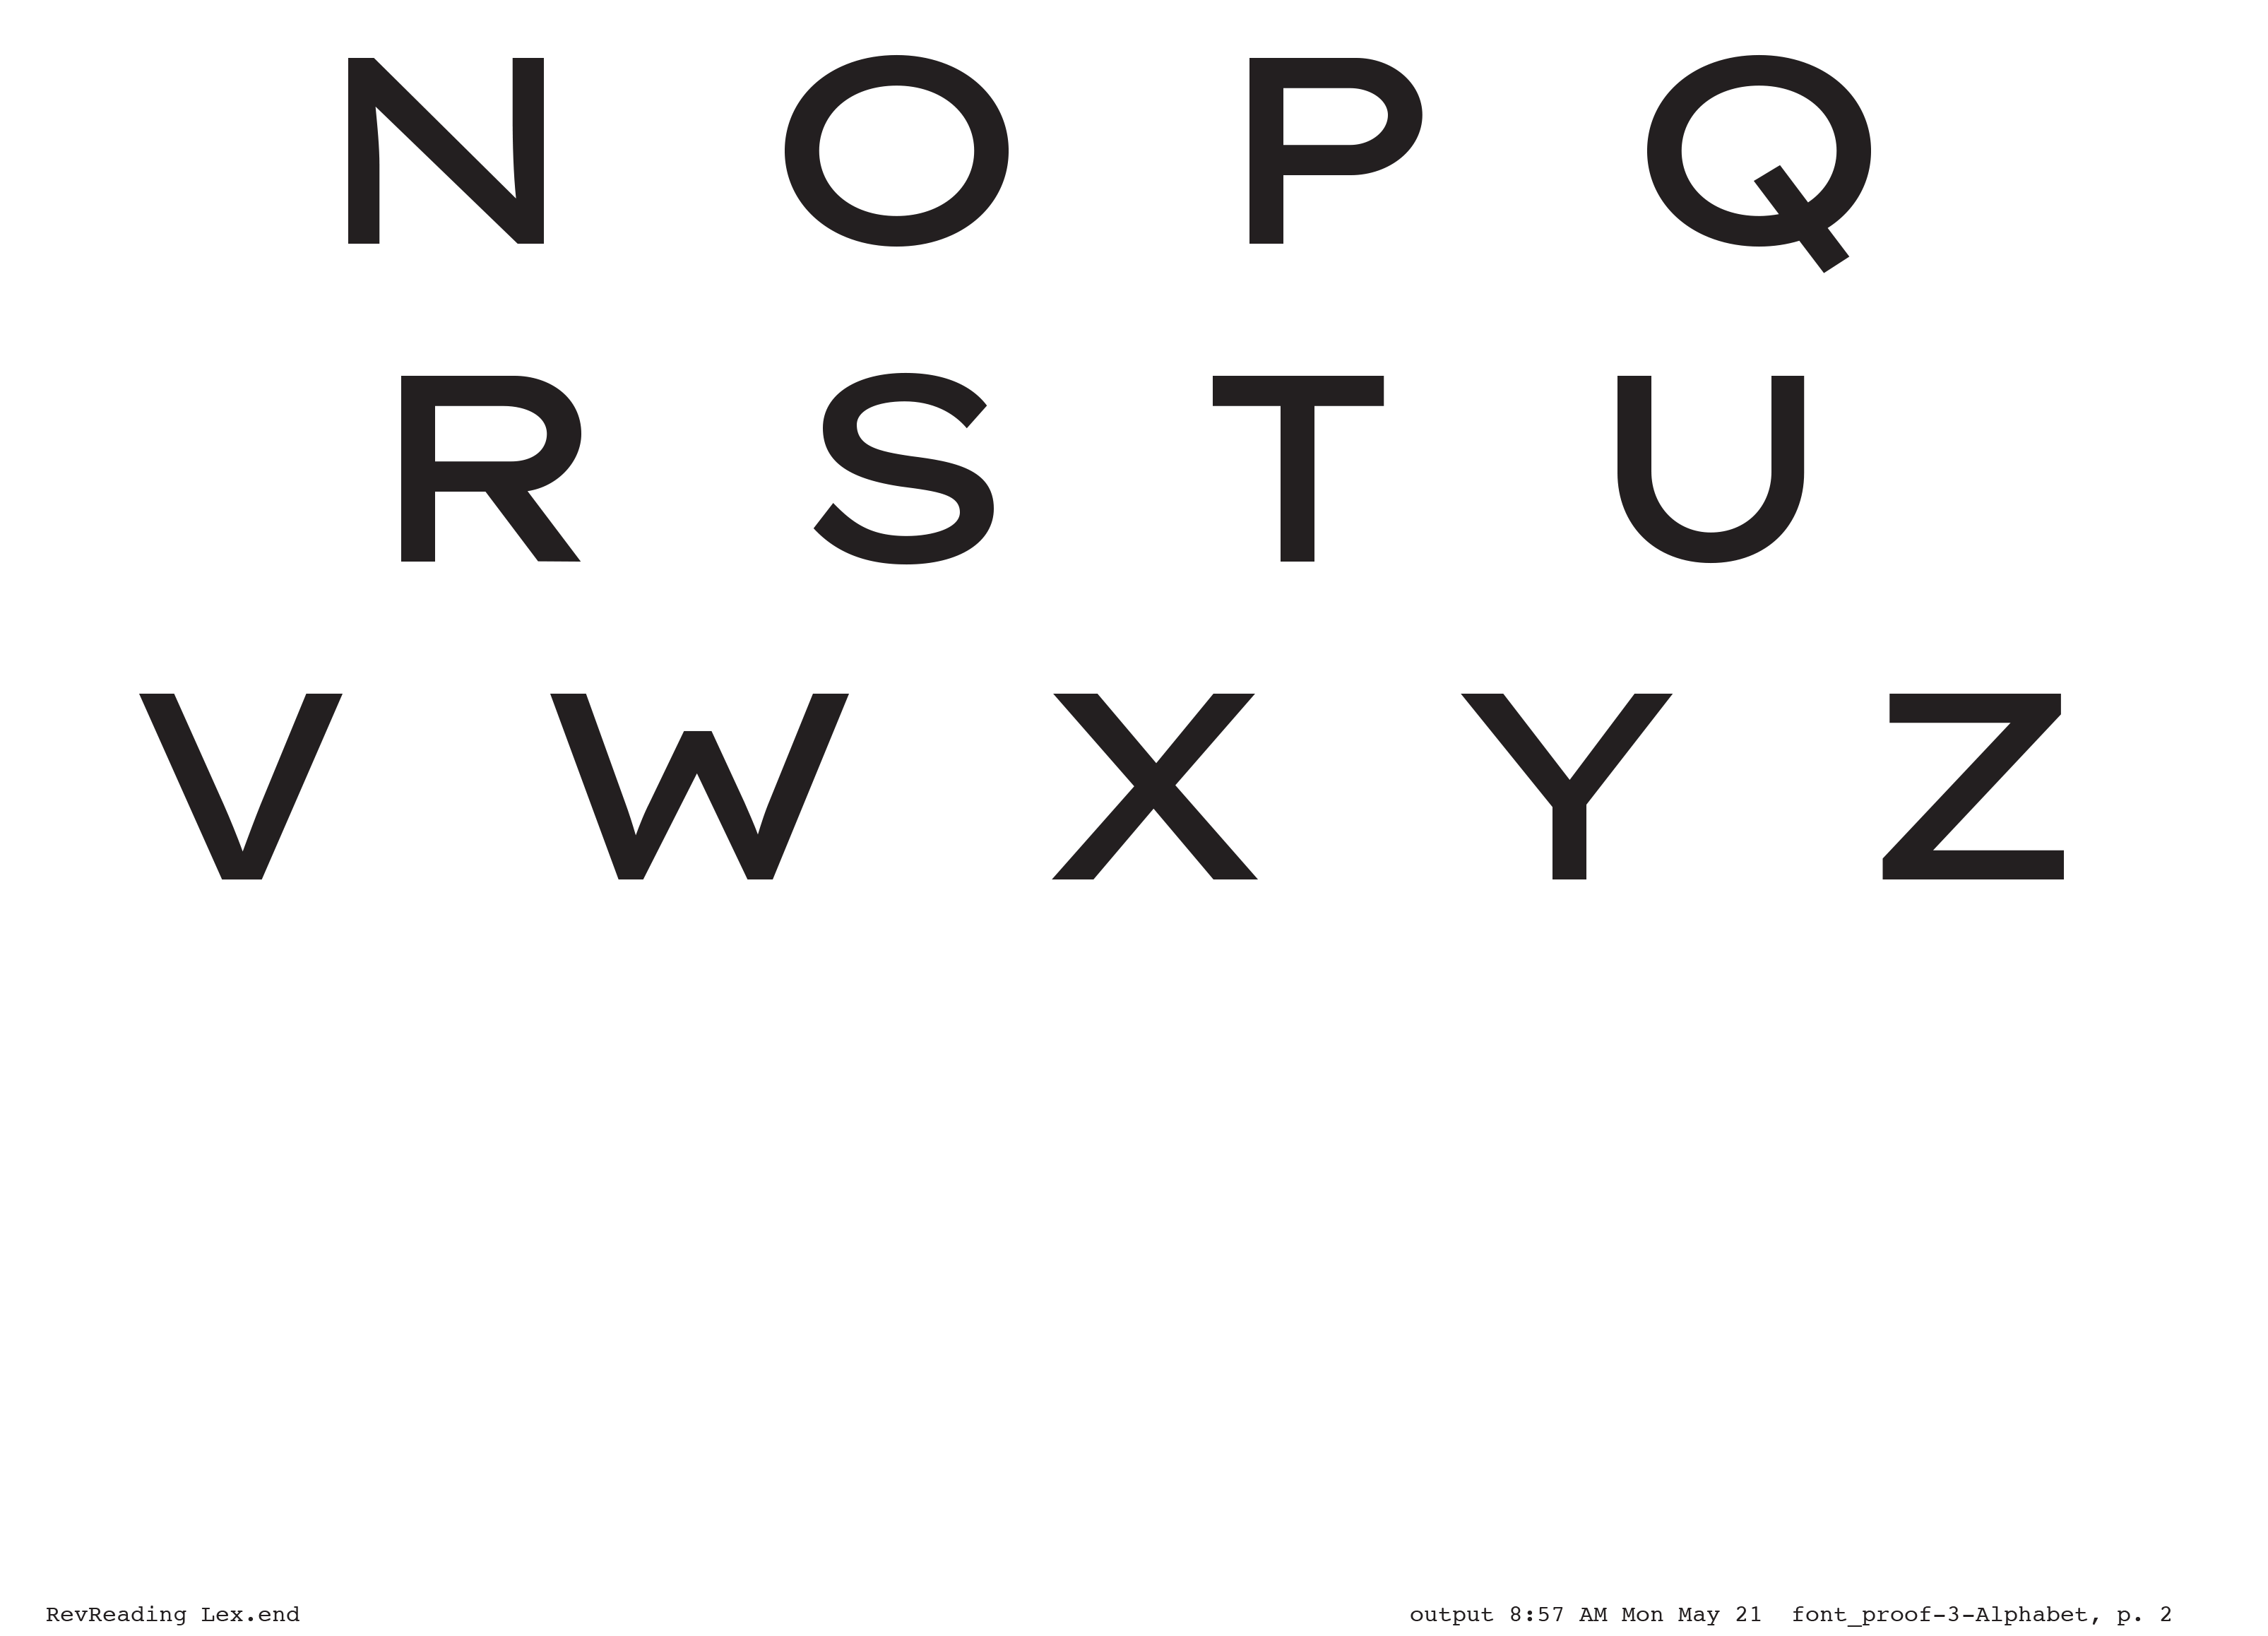 N O P Q
R S T U
V W X Y Z
RevReading Lex.end output 8:57 AM Mon May 21 font_proof-3-Alphabet, p. 2